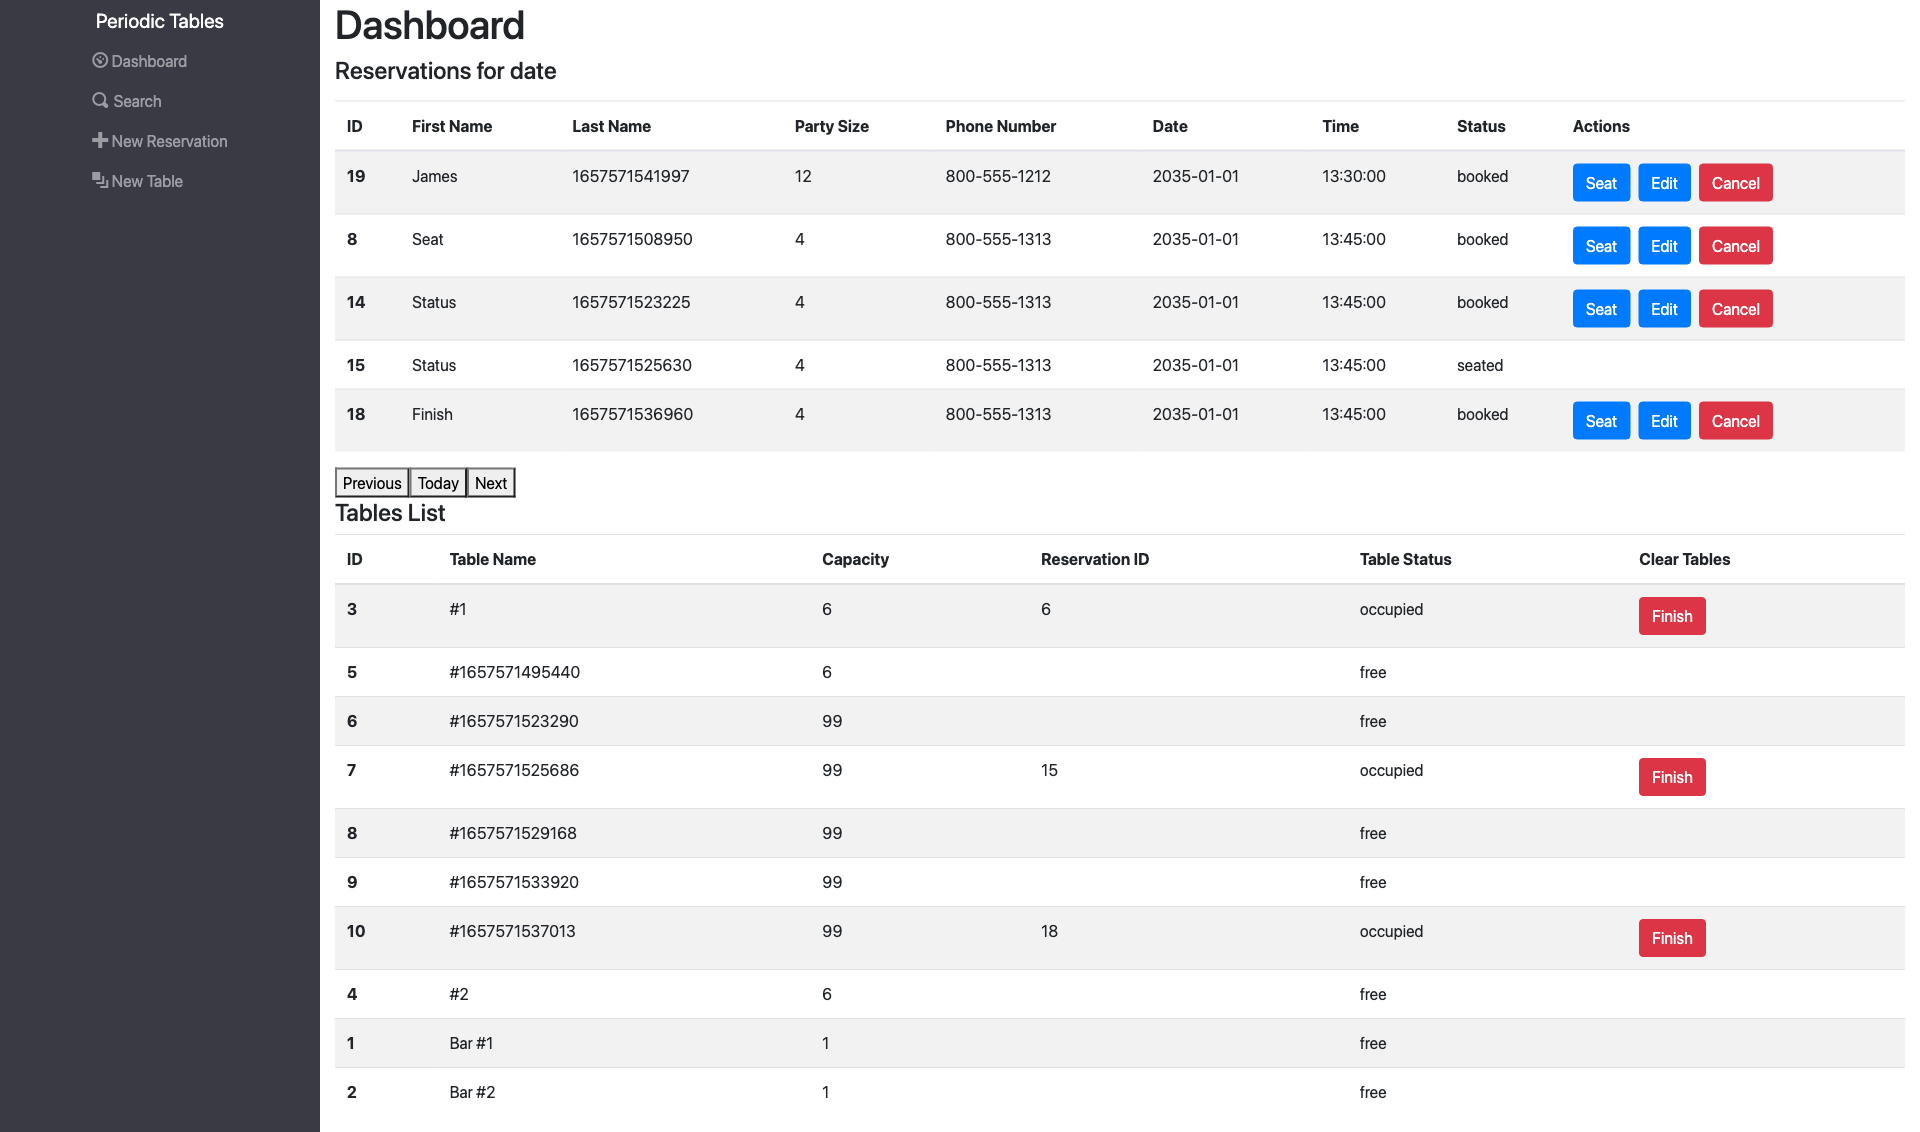 Periodic Tables
Dashboard
Search
New Reservation
New Table
Dashboard
Reservations for date
ID First Name Last Name Party Size Phone Number Date Time Status Actions
19 James 1657571541997 12 800-555-1212 2035-01-01 13:30:00 booked Seat Edit Cancel
8 Seat 1657571508950 4 800-555-1313 2035-01-01 13:45:00 booked Seat Edit Cancel
14 Status 1657571523225 4 800-555-1313 2035-01-01 13:45:00 booked Seat Edit Cancel
15 Status 1657571525630 4 800-555-1313 2035-01-01 13:45:00 seated
18 Finish 1657571536960 4 800-555-1313 2035-01-01 13:45:00 booked Seat Edit Cancel
Previous Today Next
Tables List
ID Table Name Capacity Reservation ID Table Status Clear Tables
3 #1 6 6 occupied Finish
5 #1657571495440 6 free
6 #1657571523290 99 free
7 #1657571525686 99 15 occupied Finish
8 #1657571529168 99 free
9 #1657571533920 99 free
10 #1657571537013 99 18 occupied Finish
4 #2 6 free
1 Bar #1 1 free
2 Bar #2 1 free